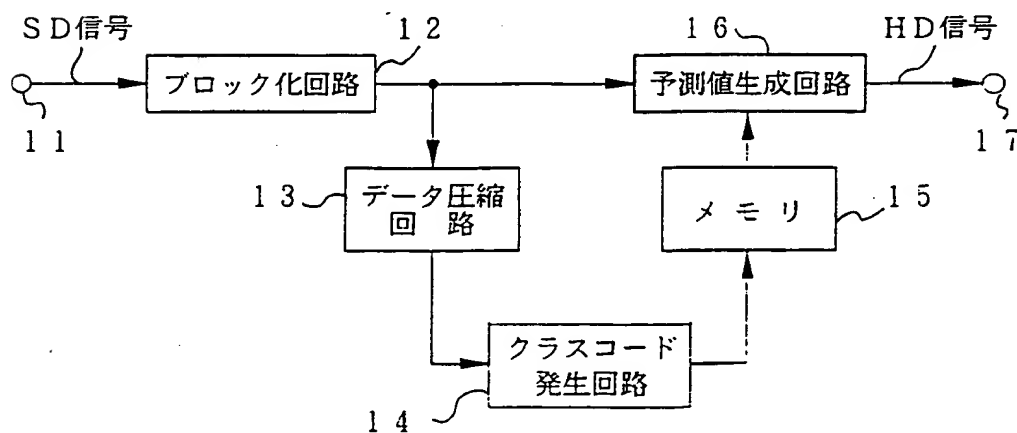 SD信号
12
16
HD信号
ブロック化回路
予測値生成回路
11
17
13
データ圧縮
回路
メモリ
15
クラスコード
発生回路
14